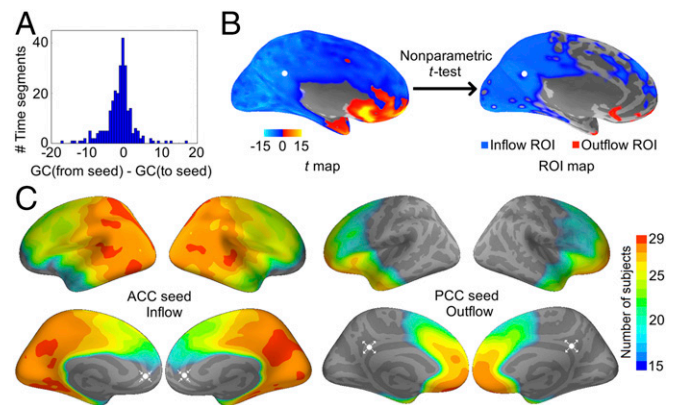 A
40
20
0
# Time segments
-20 -10 0 10 20
GC(from seed) - GC(to seed)
B
Nonparametric
t-test
-15 0 15
t map
Inflow ROI Outflow ROI
ROI map
C
ACC seed
Inflow
PCC seed
Outflow
29
25
20
15
Number of subjects